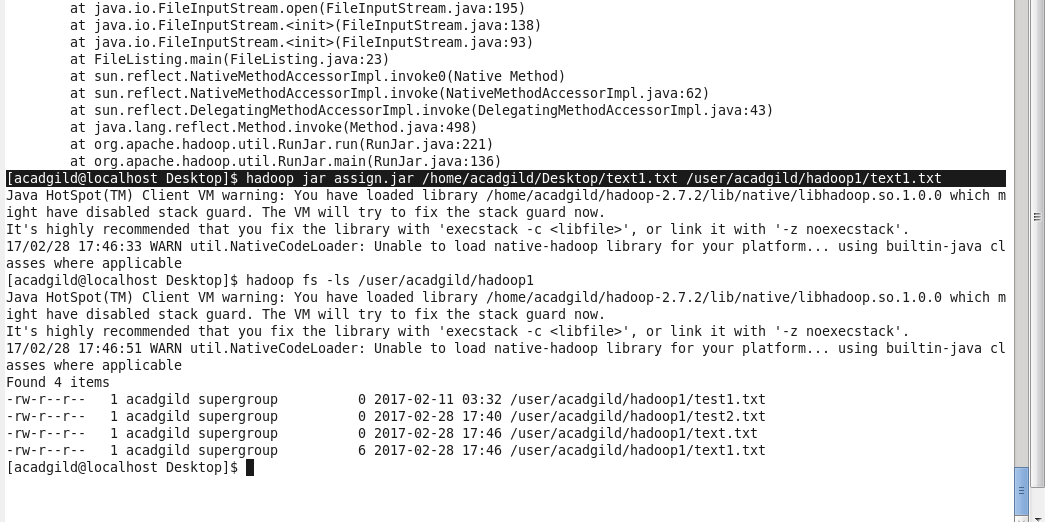 at java.io.FileInputStream.open(FileInputStream.java:195)
at java.io.FileInputStream.<init>(FileInputStream.java:138)
at java.io.FileInputStream.<init>(FileInputStream.java:93)
at FileListing.main(FileListing.java:23)
at sun.reflect.NativeMethodAccessorImpl.invoke0(Native Method)
at sun.reflect.NativeMethodAccessorImpl.invoke(NativeMethodAccessorImpl.java:62)
at sun.reflect.DelegatingMethodAccessorImpl.invoke(DelegatingMethodAccessorImpl.java:43)
at java.lang.reflect.Method.invoke(Method.java:498)
at org.apache.hadoop.util.RunJar.run(RunJar.java:221)
at org.apache.hadoop.util.RunJar.main(RunJar.java:136)
[acadgild@localhost Desktop]$ hadoop jar assign.jar /home/acadgild/Desktop/text1.txt /user/acadgild/hadoop1/text1.txt
Java HotSpot(TM) Client VM warning: You have loaded library /home/acadgild/hadoop-2.7.2/lib/native/libhadoop.so.1.0.0 which m
ight have disabled stack guard. The VM will try to fix the stack guard now.
It's highly recommended that you fix the library with 'execstack -c <libfile>', or link it with '-z noexecstack'.
17/02/28 17:46:33 WARN util.NativeCodeLoader: Unable to load native-hadoop library for your platform... using builtin-java cl
asses where applicable
[acadgild@localhost Desktop]$ hadoop fs -ls /user/acadgild/hadoop1
Java HotSpot(TM) Client VM warning: You have loaded library /home/acadgild/hadoop-2.7.2/lib/native/libhadoop.so.1.0.0 which m
ight have disabled stack guard. The VM will try to fix the stack guard now.
It's highly recommended that you fix the library with 'execstack -c <libfile>', or link it with '-z noexecstack'.
17/02/28 17:46:51 WARN util.NativeCodeLoader: Unable to load native-hadoop library for your platform... using builtin-java cl
asses where applicable
Found 4 items
-rw-r--r--   1 acadgild supergroup          0 2017-02-11 03:32 /user/acadgild/hadoop1/test1.txt
-rw-r--r--   1 acadgild supergroup          0 2017-02-28 17:40 /user/acadgild/hadoop1/test2.txt
-rw-r--r--   1 acadgild supergroup          0 2017-02-28 17:46 /user/acadgild/hadoop1/text.txt
-rw-r--r--   1 acadgild supergroup          6 2017-02-28 17:46 /user/acadgild/hadoop1/text1.txt
[acadgild@localhost Desktop]$